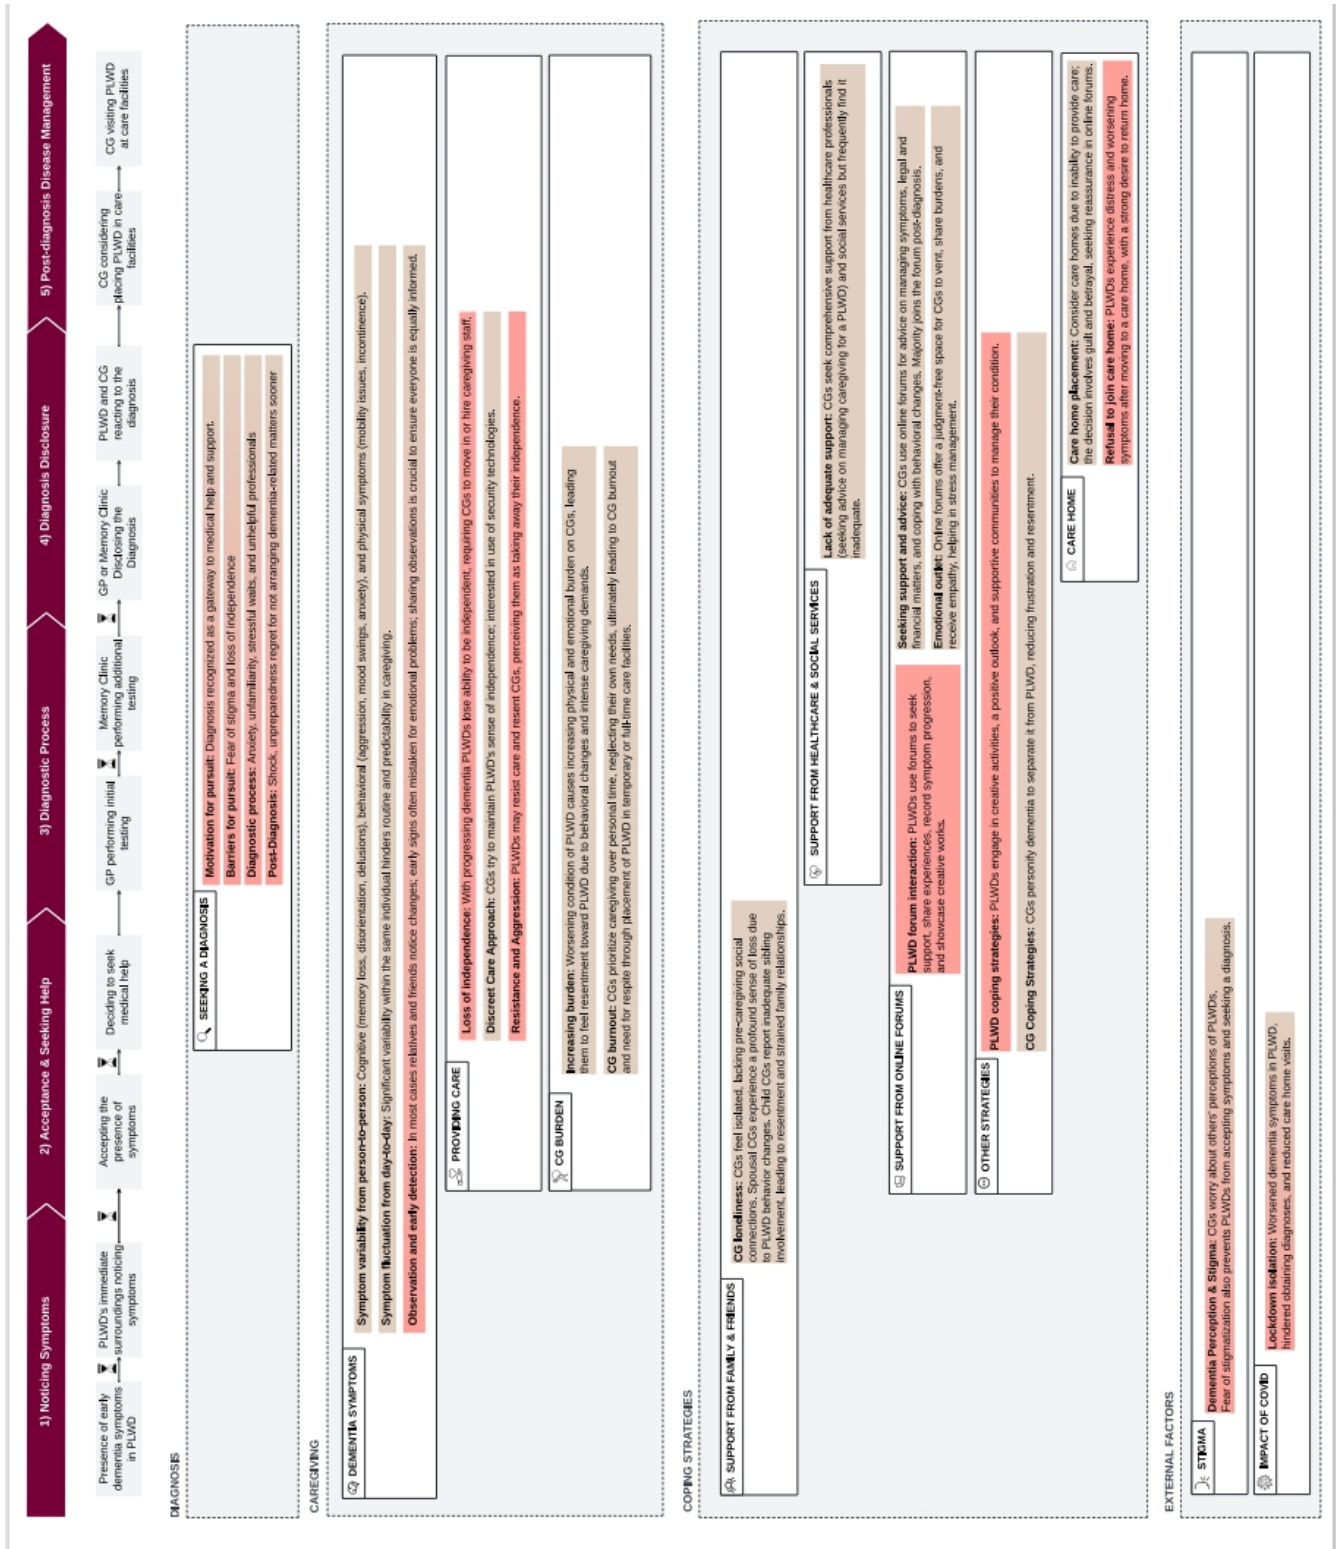 1) Noticing Symptoms
2) Acceptance & Seeking Help
3) Diagnostic Process
4) Diagnosis Disclosure
5) Post-diagnosis Disease Management
Presence of early
dementia symptoms
in PLWD
PLWD's immediate
surroundings noticing
symptoms
Accepting the
presence of
symptoms
Deciding to seek
medical help
GP performing initial
testing
Memory Clinic
performing additional
testing
GP or Memory Clinic
Disclosing the
Diagnosis
PLWD and CG
reacting to the
diagnosis
CG considering
placing PLWD in care
facilities
CG visiting PLWD
at care facilities
DIAGNOSIS
SEEKING A DIAGNOSIS
Motivation for pursuit: Diagnosis recognized as a gateway to medical help and support.
Barriers for pursuit: Fear of stigma and loss of independence
Diagnostic process: Anxiety, unfamiliarity, stressful waits, and unhelpful professionals
Post-Diagnosis: Shock, unpreparedness regret for not arranging dementia-related matters sooner
CAREGIVING
DEMENTIA SYMPTOMS
Symptom variability from person-to-person: Cognitive (memory loss, disorientation, delusions), behavioral (aggression, mood swings, anxiety), and physical symptoms (mobility issues, incontinence).
Symptom fluctuation from day-to-day: Significant variability within the same individual hinders routine and predictability in caregiving.
Observation and early detection: In most cases relatives and friends notice changes; early signs often mistaken for emotional problems; sharing observations is crucial to ensure everyone is equally informed.
PROVIDING CARE
Loss of independence: With progressing dementia PLWDs lose ability to be independent, requiring CGs to move in or hire caregiving staff.
Discreet Care Approach: CGs try to maintain PLWD's sense of independence; interested in use of security technologies.
Resistance and Aggression: PLWDs may resist care and resent CGs, perceiving them as taking away their independence.
CG BURDEN
Increasing burden: Worsening condition of PLWD causes increasing physical and emotional burden on CGs, leading
them to feel resentment toward PLWD due to behavioral changes and intense caregiving demands.
CG burnout: CGs prioritize caregiving over personal time, neglecting their own needs, ultimately leading to CG burnout
and need for respite through placement of PLWD in temporary or full-time care facilities.
COPING STRATEGIES
SUPPORT FROM FAMILY & FRIENDS
CG loneliness: CGs feel isolated, lacking pre-caregiving social
connections. Spousal CGs experience a profound sense of loss due
to PLWD behavior changes. Child CGs report inadequate sibling
involvement, leading to resentment and strained family relationships.
SUPPORT FROM HEALTHCARE & SOCIAL SERVICES
Lack of adequate support: CGs seek comprehensive support from healthcare professionals
(seeking advice on managing caregiving for a PLWD) and social services but frequently find it
inadequate.
SUPPORT FROM ONLINE FORUMS
PLWD forum interaction: PLWDs use forums to seek
support, share experiences, record symptom progression,
and showcase creative works.
Seeking support and advice: CGs use online forums for advice on managing symptoms, legal and
financial matters, and coping with behavioral changes. Majority joins the forum post-diagnosis.
Emotional outlet: Online forums offer a judgment-free space for CGs to vent, share burdens, and
receive empathy, helping in stress management.
OTHER STRATEGIES
PLWD coping strategies: PLWDs engage in creative activities, a positive outlook, and supportive communities to manage their condition.
CG Coping Strategies: CGs personify dementia to separate it from PLWD, reducing frustration and resentment.
CARE HOME
Care home placement: Consider care homes due to inability to provide care;
the decision involves guilt and betrayal, seeking reassurance in online forums.
Refusal to join care home: PLWDs experience distress and worsening
symptoms after moving to a care home, with a strong desire to return home.
EXTERNAL FACTORS
STIGMA
Dementia Perception & Stigma: CGs worry about others' perceptions of PLWDs.
Fear of stigmatization also prevents PLWDs from accepting symptoms and seeking a diagnosis.
IMPACT OF COVID
Lockdown isolation: Worsened dementia symptoms in PLWD,
hindered obtaining diagnoses, and reduced care home visits.